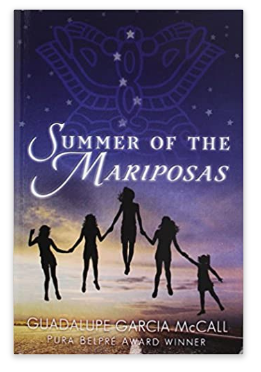 SUMMER OF THE
MARIPOSAS
GUADALUPE GARCIA MCCALL
PURA BELPRÉ AWARD WINNER